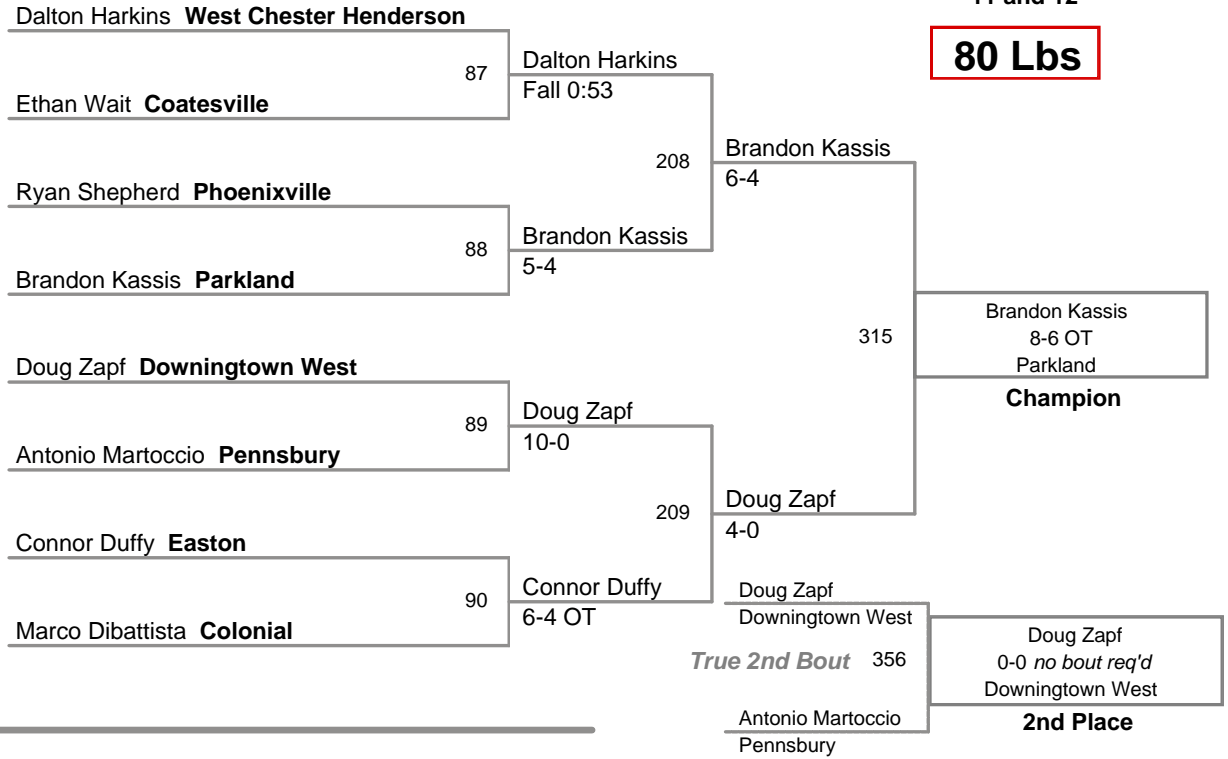 11 and 12
80 Lbs
Dalton Harkins West Chester Henderson
87
Ethan Wait Coatesville
Dalton Harkins
Fall 0:53
208
Ryan Shepherd Phoenixville
88
Brandon Kassis Parkland
Brandon Kassis
5-4
Brandon Kassis
6-4
315
Doug Zapf Downingtown West
89
Antonio Martoccio Pennsbury
Doug Zapf
10-0
209
Connor Duffy Easton
90
Marco Dibattista Colonial
Connor Duffy
6-4 OT
Doug Zapf
4-0
Brandon Kassis
8-6 OT
Parkland
Champion
Doug Zapf
Downingtown West
True 2nd Bout 356
Antonio Martoccio
Pennsbury
Doug Zapf
0-0 no bout req'd
Downingtown West
2nd Place